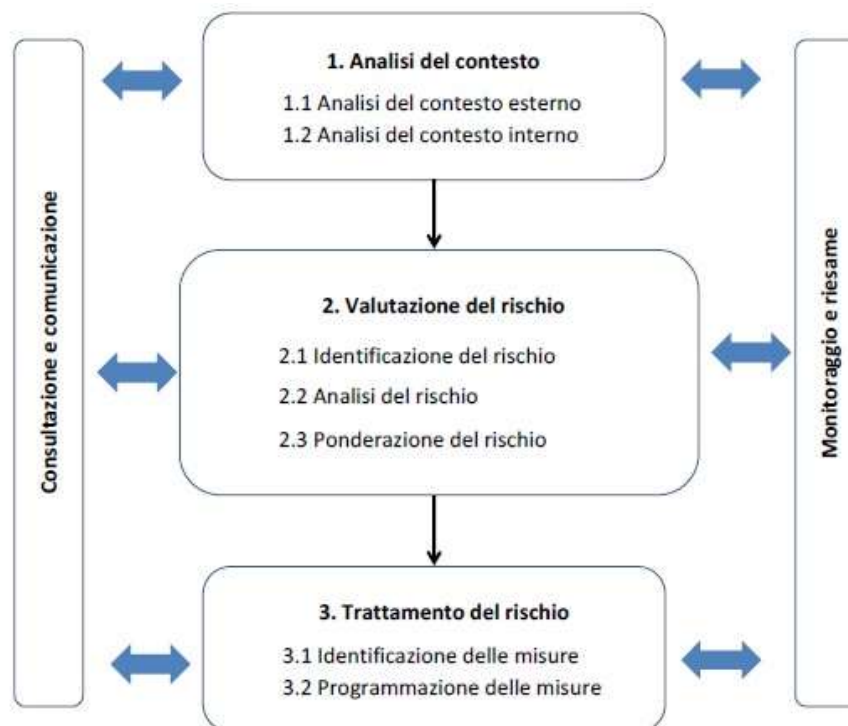 Consultazione e comunicazione
1. Analisi del contesto
1.1 Analisi del contesto esterno
1.2 Analisi del contesto interno
2. Valutazione del rischio
2.1 Identificazione del rischio
2.2 Analisi del rischio
2.3 Ponderazione del rischio
3. Trattamento del rischio
3.1 Identificazione delle misure
3.2 Programmazione delle misure
Monitoraggio e riesame